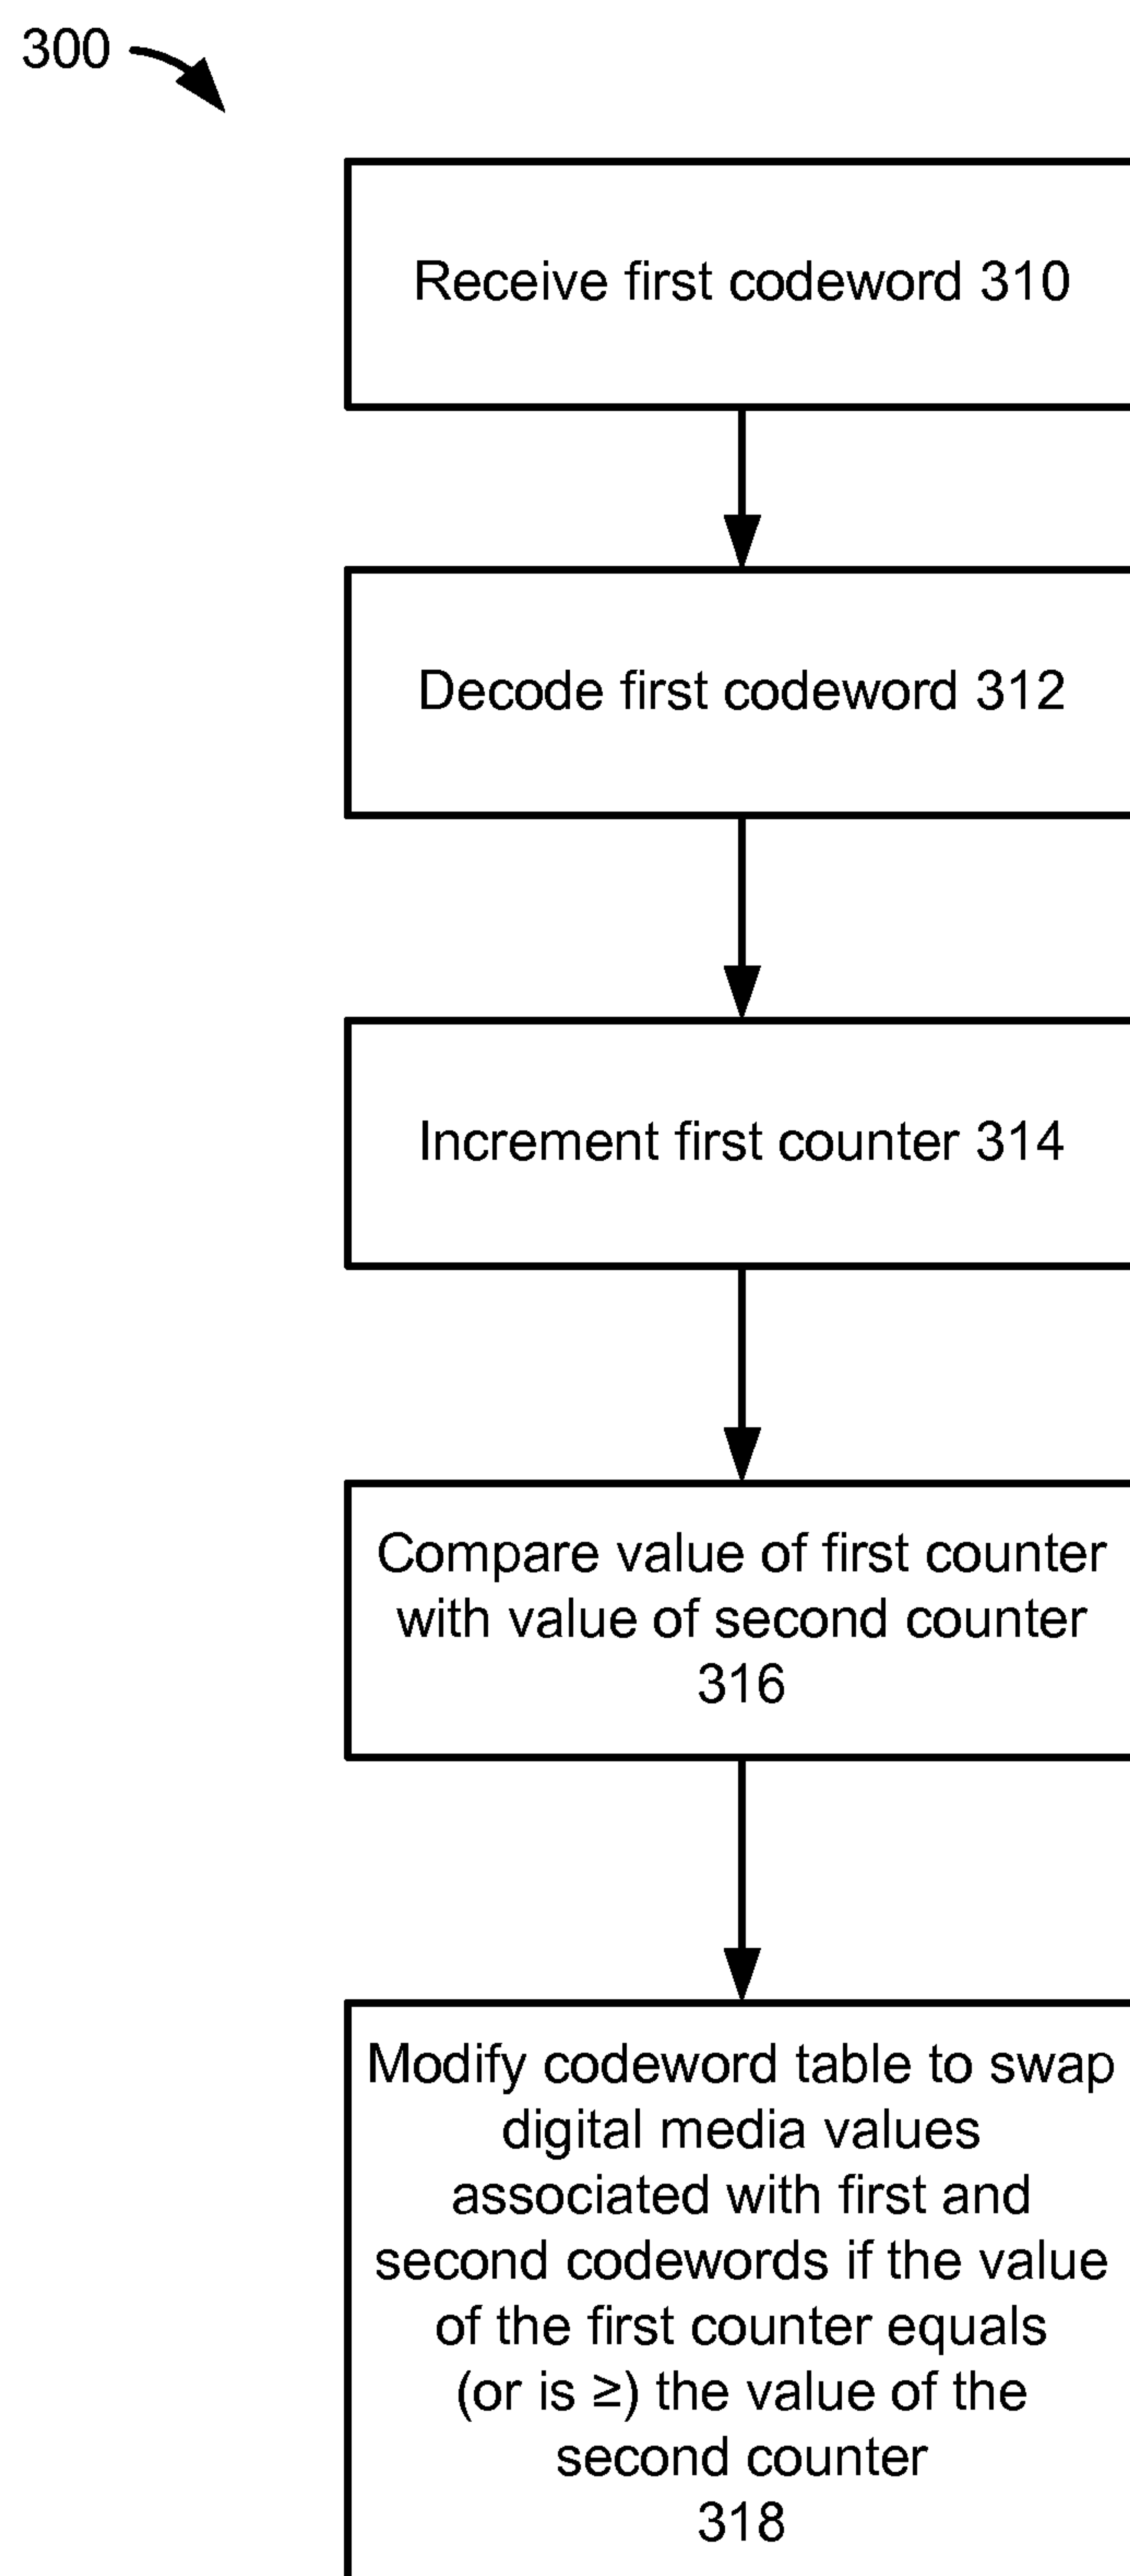 300
Receive first codeword 310
Decode first codeword 312
Increment first counter 314
Compare value of first counter
with value of second counter
316
Modify codeword table to swap
digital media values
associated with first and
second codewords if the value
of the first counter equals
(or is ≥) the value of the
second counter
318